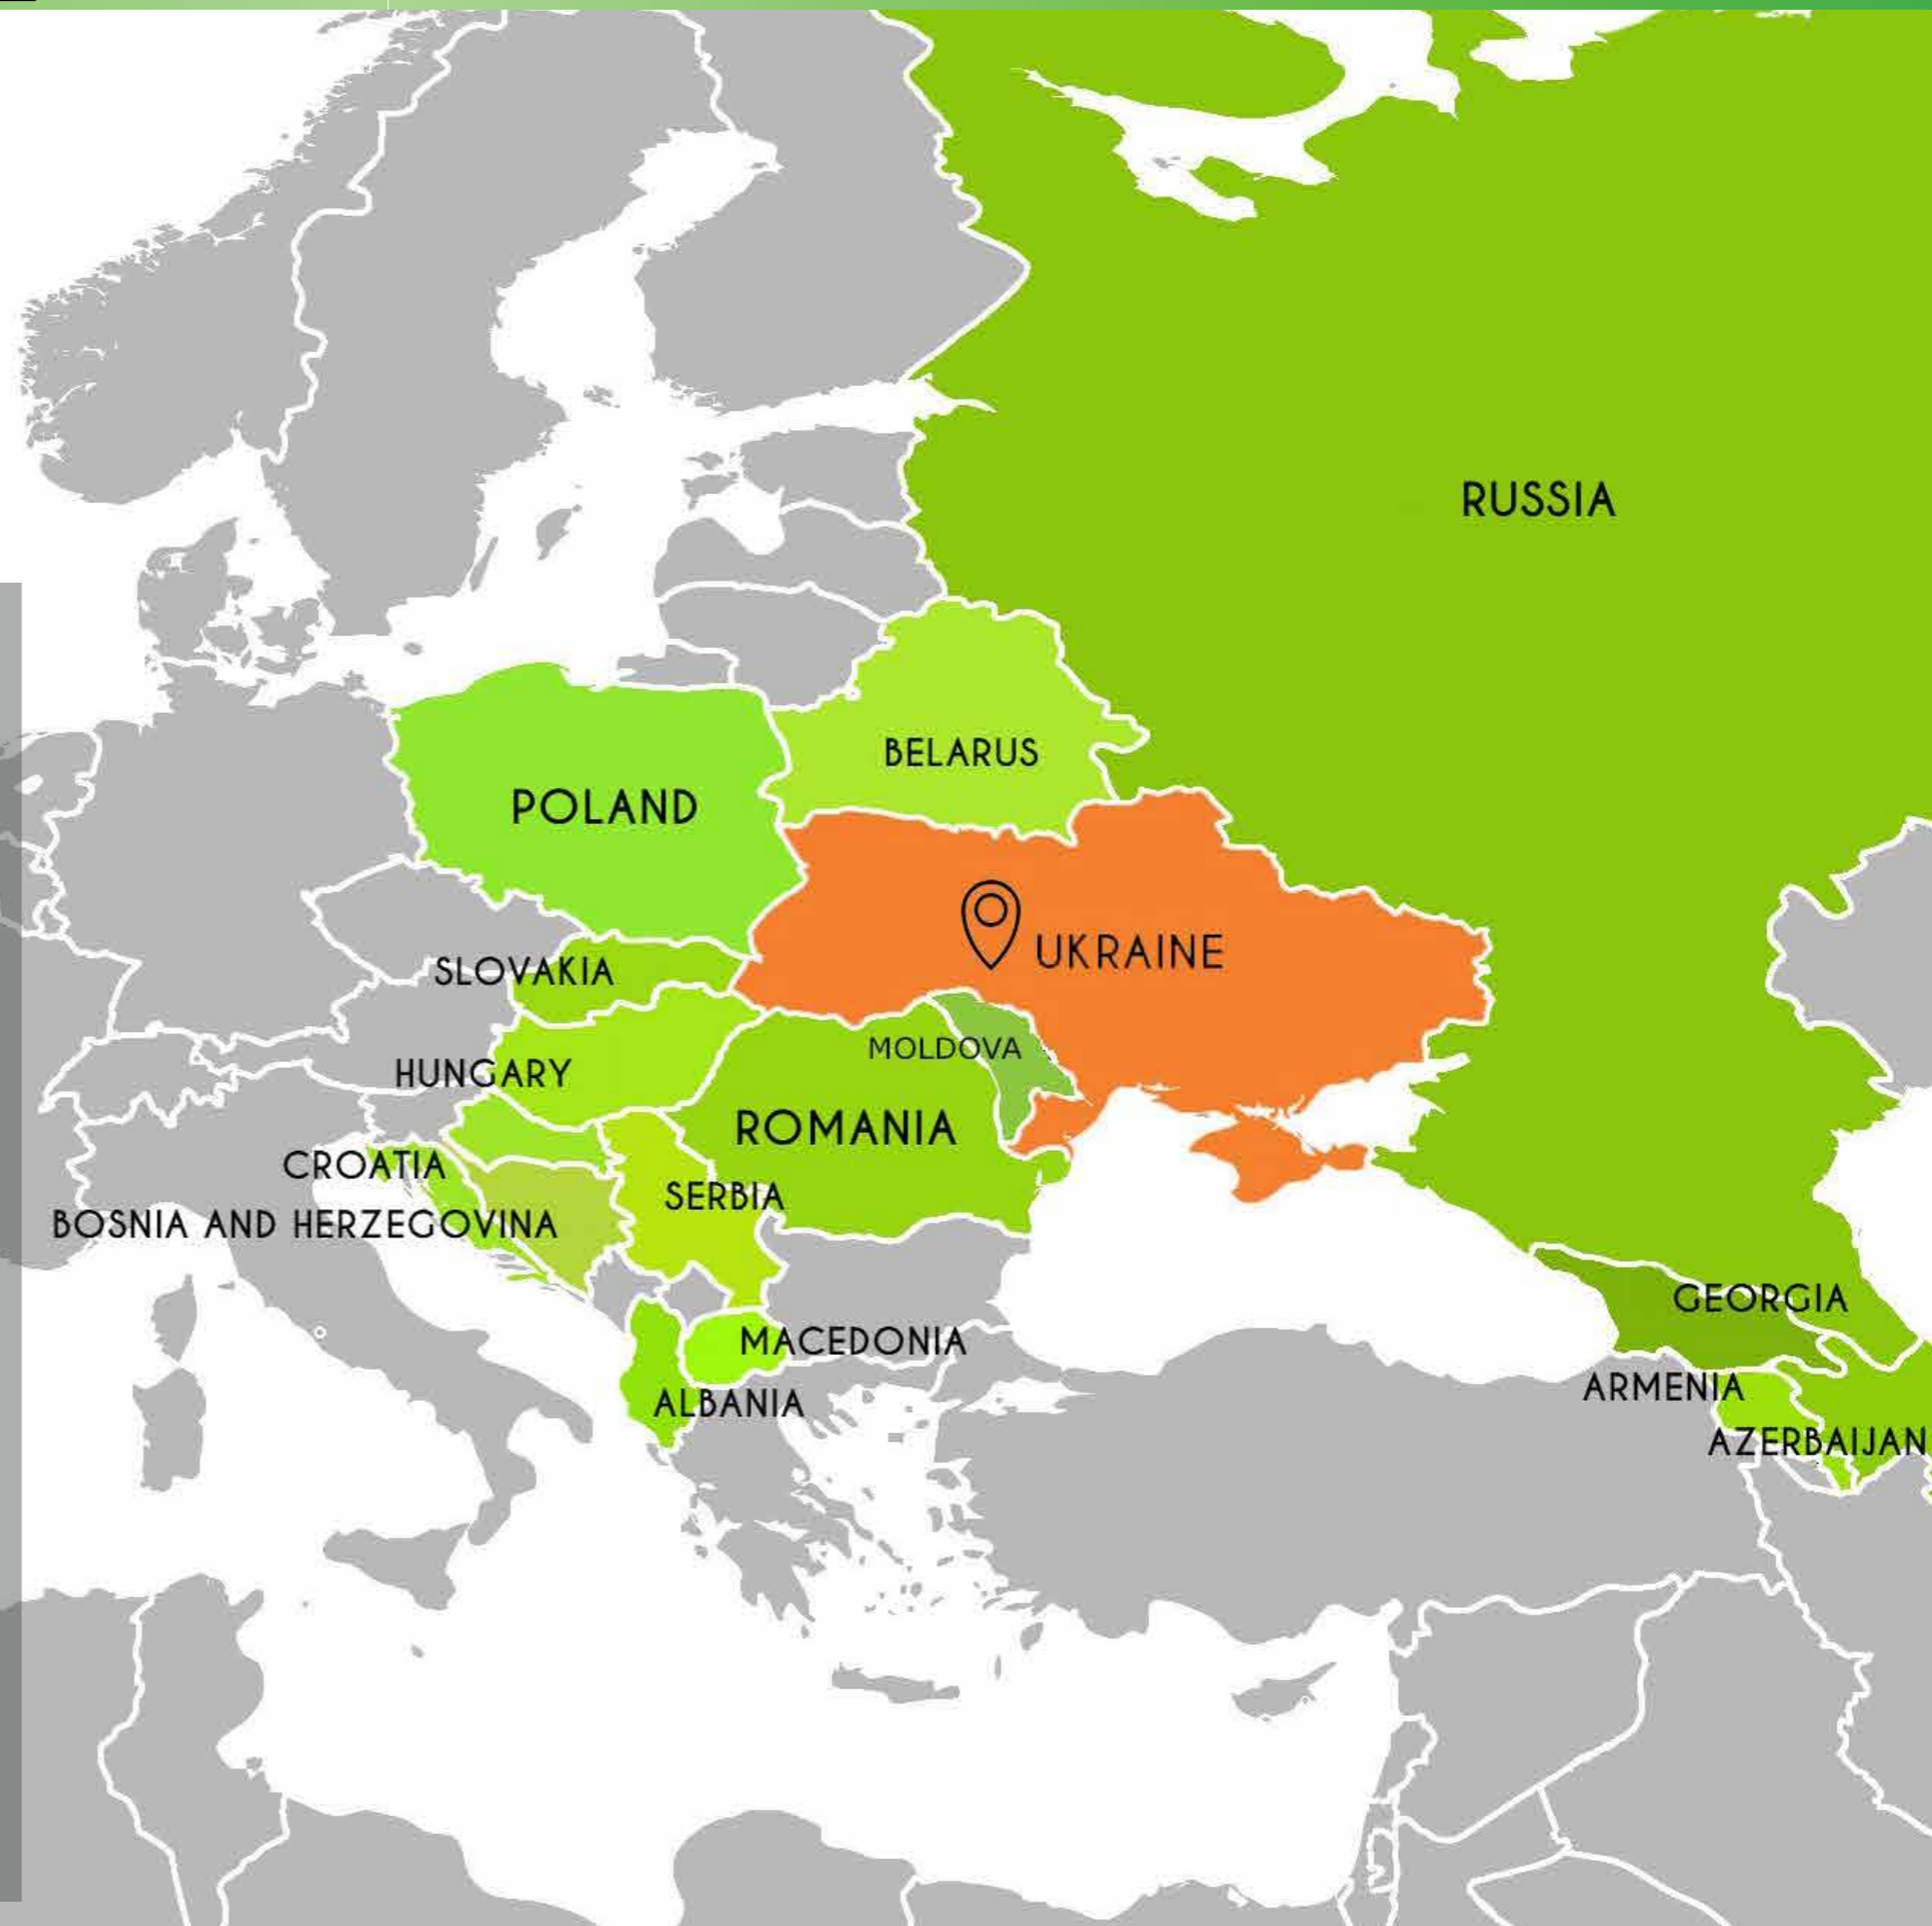 RUSSIA
BELARUS
POLAND
UKRAINE
SLOVAKIA
MOLDOVA
HUNGARY
ROMANIA
CROATIA
SERBIA
BOSNIA AND HERZEGOVINA
GEORGIA
MACEDONIA
ARMENIA
ALBANIA
AZERBAIJAN